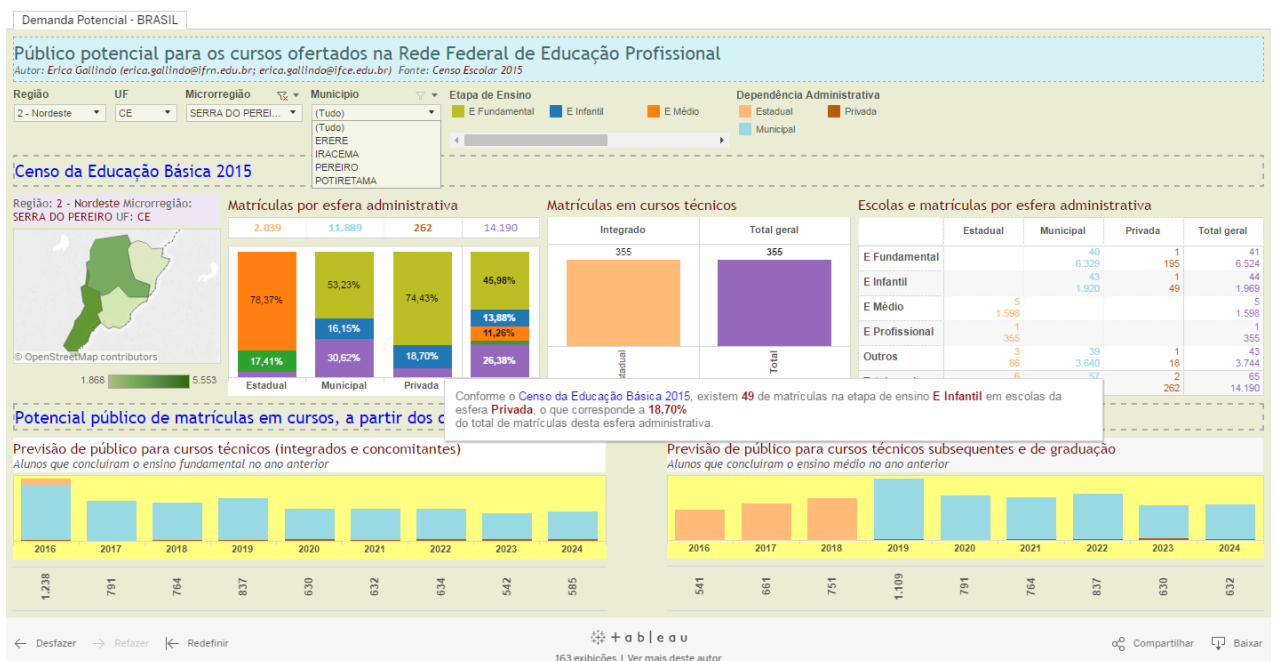 Demanda Potencial - BRASIL
Público potencial para os cursos ofertados na Rede Federal de Educação Profissional
Autor: Erica Gallindo (erica.gallindo@ifrn.edu.br; erica.gallindo@ifce.edu.br) Fonte: Censo Escolar 2015
Região UF Microrregião Municipio Etapa de Ensino Dependência Administrativa
2 - Nordeste CE SERRA DO PEREI... (Tudo) E Fundamental E Infantil E Médio Estadual Privada
Municipal
(Tudo)
ERERE
IRACEMA
PEREIRO
POTIRETAMA
Censo da Educação Básica 2015
Região: 2 - Nordeste Microrregião:
SERRA DO PEREIRO UF: CE
© OpenStreetMap contributors
1.868 5.553
Matrículas por esfera administrativa
2.039 11.889 262 14.190
78,37% 53,23% 74,43% 45,98%
16,15% 13,88%
11,26%
17,41% 30,62% 18,70% 26,38%
Estadual Municipal Privada
Matrículas em cursos técnicos
Integrado Total geral
355 355
Total
Escolas e matrículas por esfera administrativa
Estadual Municipal Privada Total geral
E Fundamental 40 1 41
6.329 195 6.524
E Infantil 43 1 44
1.920 49 1.969
E Médio 5 5
1.598 1.598
E Profissional 1 1
355 355
Outros 3 39 1 43
86 3.640 18 3.744
6 57 2 65
262 14.190
Conforme o Censo da Educação Básica 2015, existem 49 de matrículas na etapa de ensino E Infantil em escolas da
esfera Privada, o que corresponde a 18,70%
do total de matrículas desta esfera administrativa.
Potencial público de matrículas em cursos, a partir dos
Previsão de público para cursos técnicos (integrados e concomitantes)
Alunos que concluiram o ensino fundamental no ano anterior
2016 2017 2018 2019 2020 2021 2022 2023 2024
1.238 791 764 837 630 632 634 542 585
Previsão de público para cursos técnicos subsequentes e de graduação
Alunos que concluiram o ensino médio no ano anterior
2016 2017 2018 2019 2020 2021 2022 2023 2024
541 661 751 1.109 791 764 837 630 632
Desfazer Refazer Redefinir
+ableau
Compartilhar Baixar
163 exibições | Ver mais deste autor